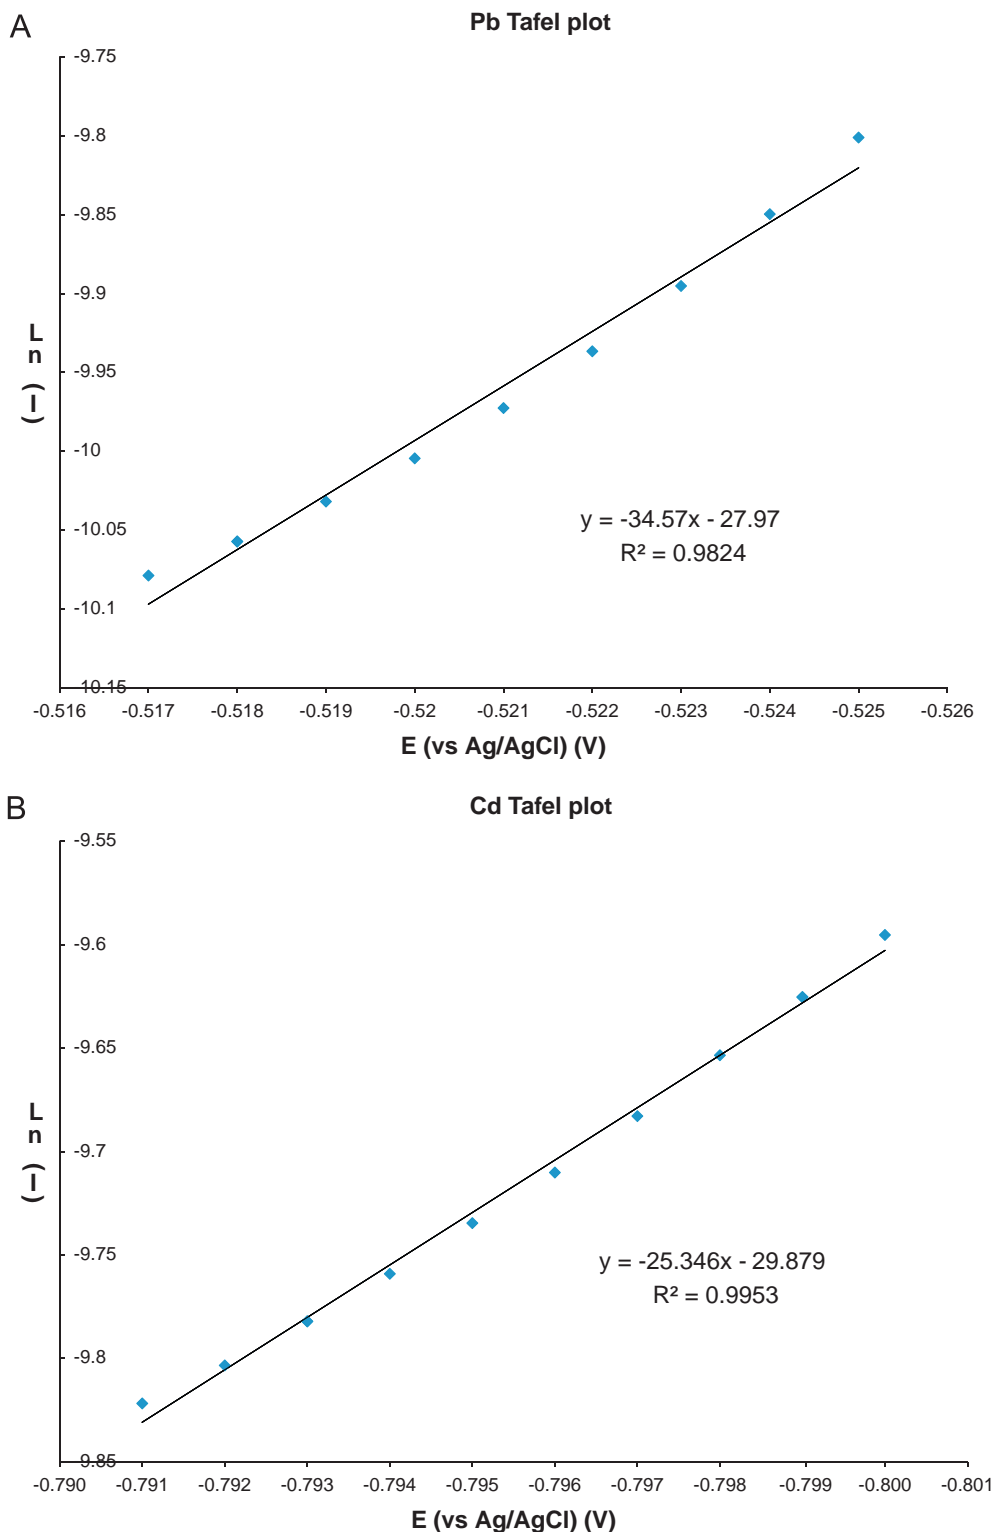 A
Pb Tafel plot
-9.75
-9.8
-9.85
-9.9
-9.95
-10
-10.05
-10.1
10.15
Ln (I)
y = -34.57x - 27.97
R² = 0.9824
-0.516 -0.517 -0.518 -0.519 -0.52 -0.521 -0.522 -0.523 -0.524 -0.525 -0.526
E (vs Ag/AgCl) (V)
B
Cd Tafel plot
-9.55
-9.6
-9.65
-9.7
-9.75
-9.8
9.85
Ln (I)
y = -25.346x - 29.879
R² = 0.9953
-0.790 -0.791 -0.792 -0.793 -0.794 -0.795 -0.796 -0.797 -0.798 -0.799 -0.800 -0.801
E (vs Ag/AgCl) (V)